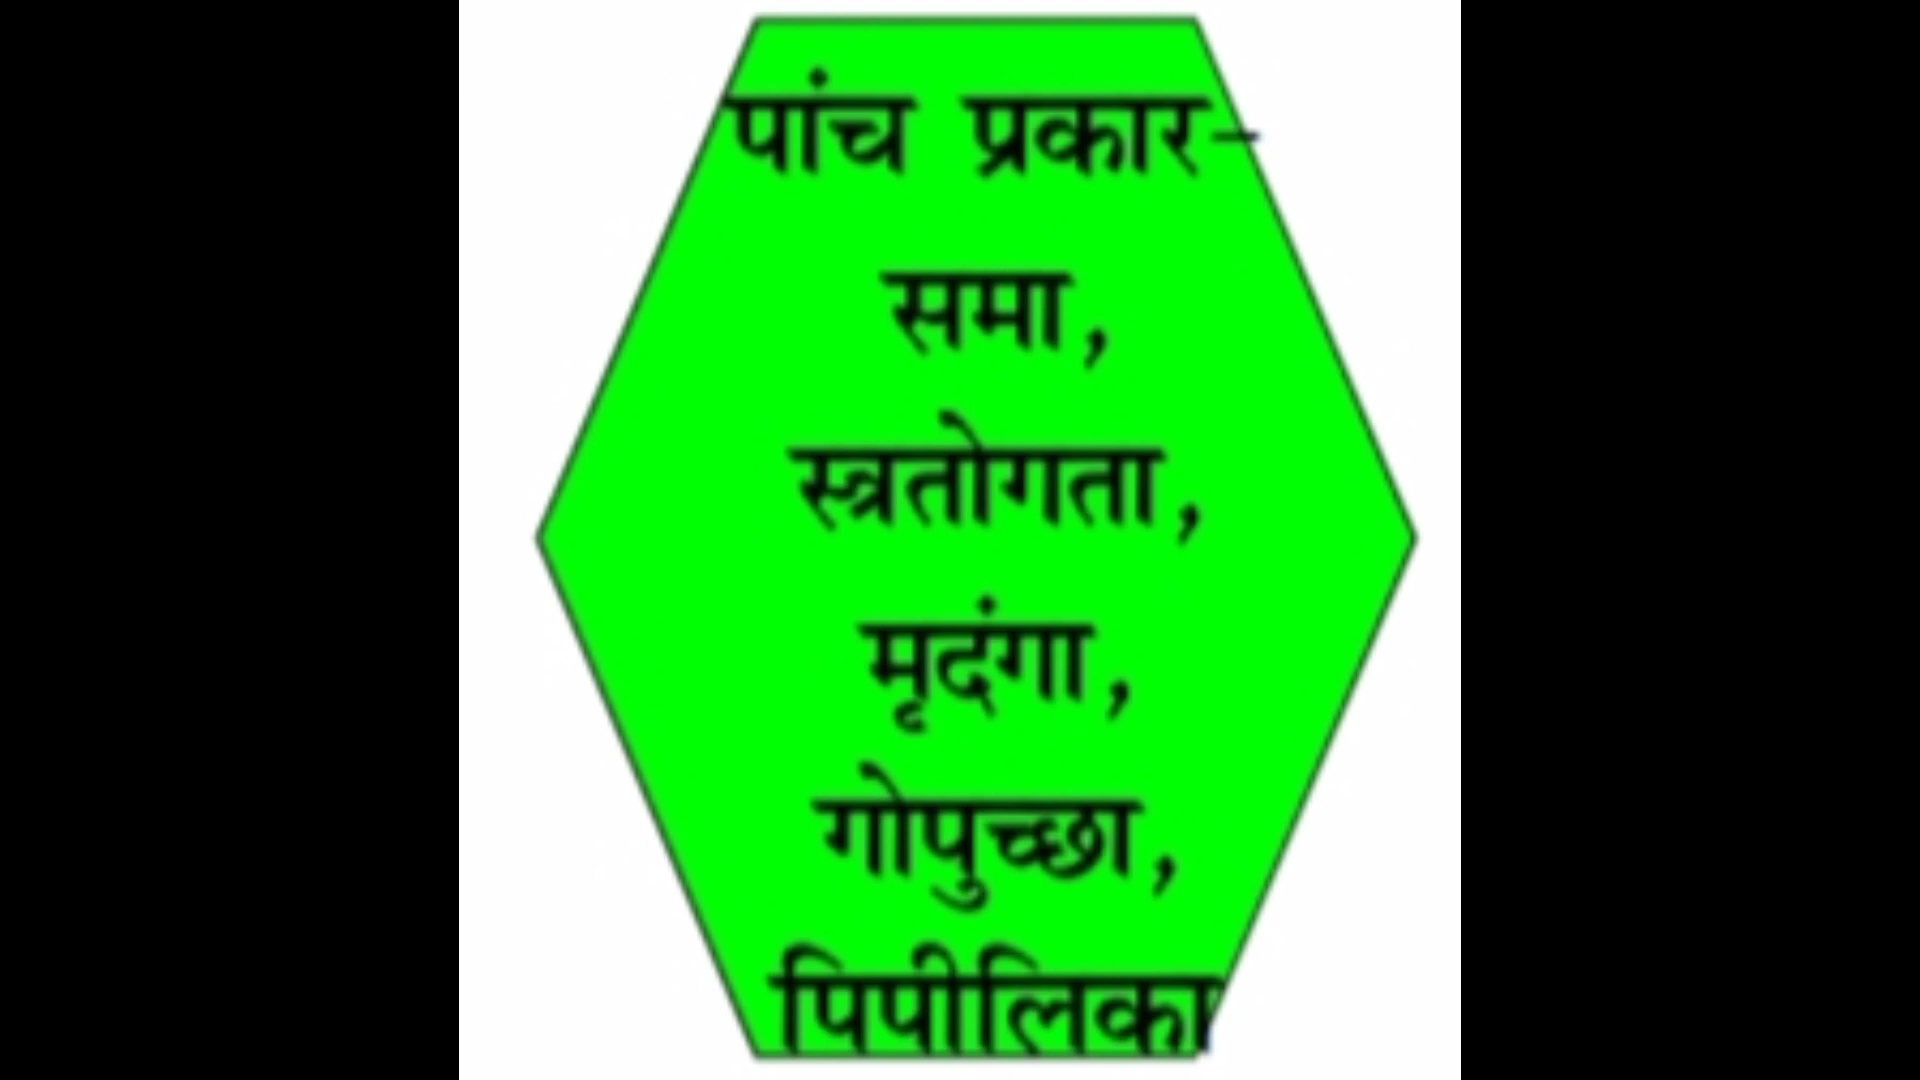 पांच प्रकार-
समा,
स्त्रतोगता,
मृदंगा,
गोपुच्छा,
पिपीलिका